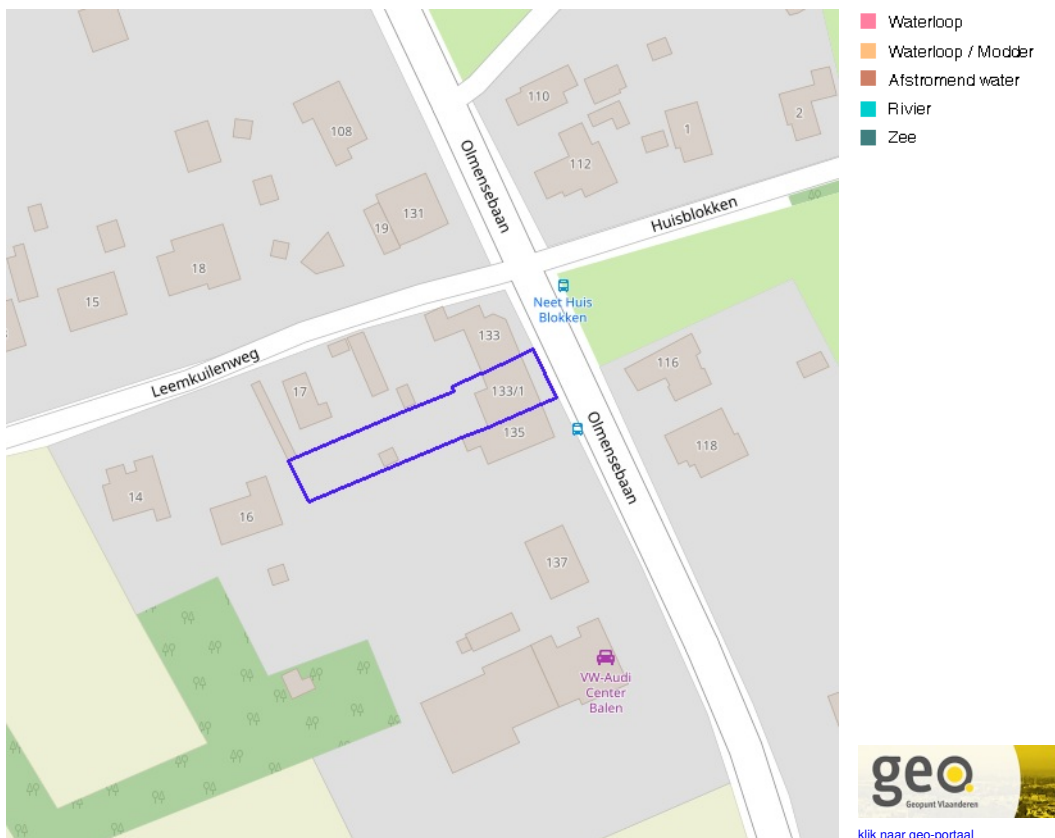 Waterloop
Waterloop / Modder
Afstromend water
Rivier
Zee
110
108
1
2
112
Olmensebaan
131
19
Huisblokken
18
15
Neet Huis
Blokken
133
116
Leemkuilenweg
17
133/1
135
118
Olmensebaan
14
16
137
VW-Audi
Center
Balen
geo.
Geopunt Vlaanderen
klik naar geo-portaal